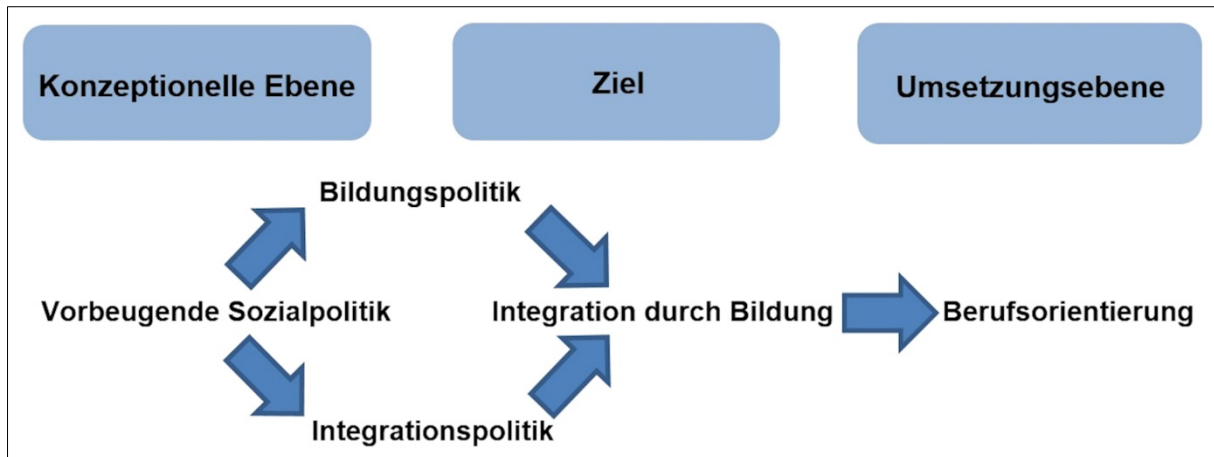 Konzeptionelle Ebene
Ziel
Umsetzungsebene
Bildungspolitik
Vorbeugende Sozialpolitik
Integration durch Bildung
Berufsorientierung
Integrationspolitik